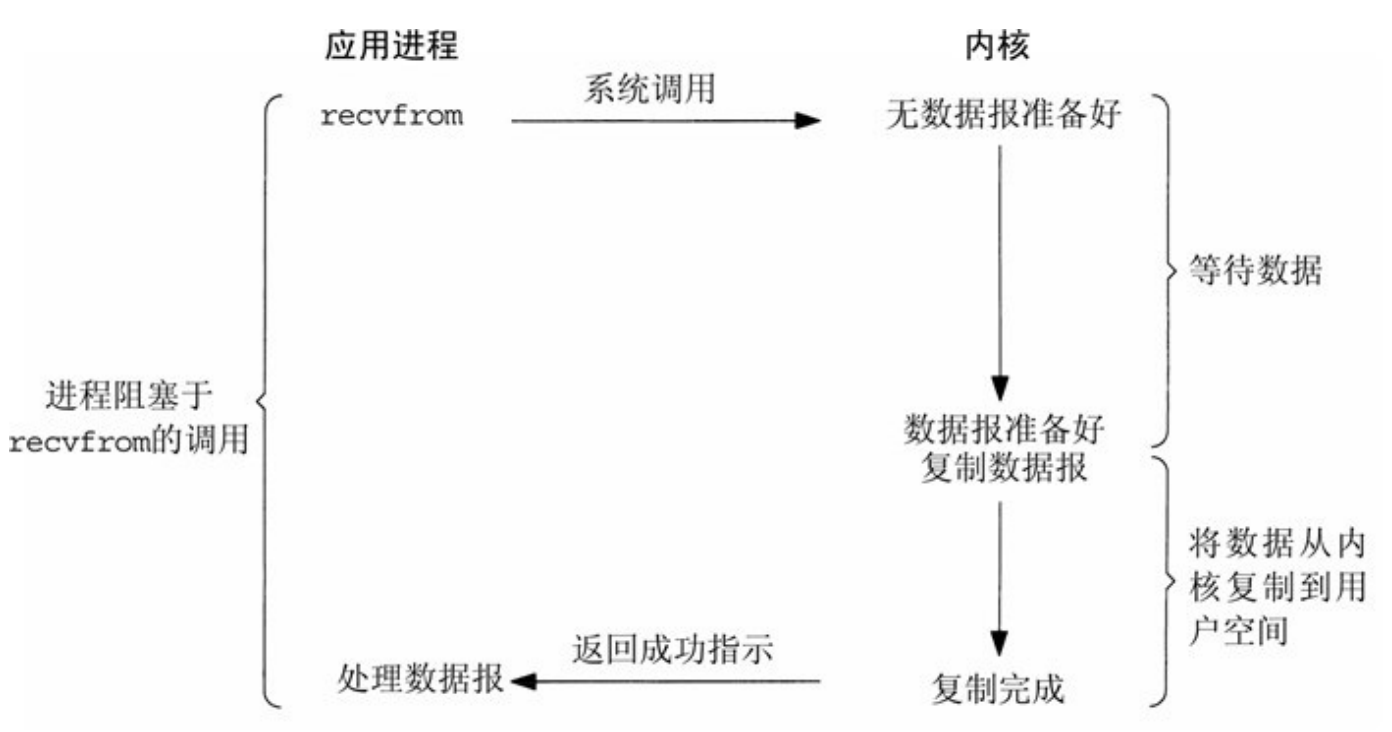 应用进程
内核
系统调用
recvfrom
无数据报准备好
等待数据
进程阻塞于
recvfrom的调用
数据报准备好
复制数据报
将数据从内
核复制到用
户空间
返回成功指示
处理数据报
复制完成